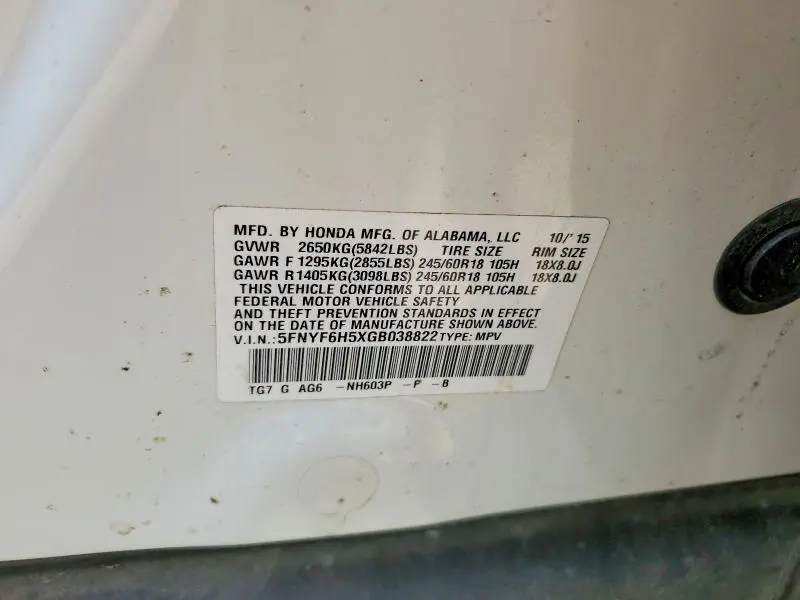 MFD. BY HONDA MFG. OF ALABAMA, LLC 10/'15
GVWR 2650KG(5842LBS) TIRE SIZE RIM SIZE
GAWR F 1295KG(2855LBS) 245/60R18 105H 18X8.0J
GAWR R1405KG(3098LBS) 245/60R18 105H 18X8.0J
THIS VEHICLE CONFORMS TO ALL APPLICABLE
FEDERAL MOTOR VEHICLE SAFETY
AND THEFT PREVENTION STANDARDS IN EFFECT
ON THE DATE OF MANUFACTURE SHOWN ABOVE.
V.I.N.:5FNYF6H5XGB038822 TYPE: MPV
TG7 G AG6 -NH603P -P -B